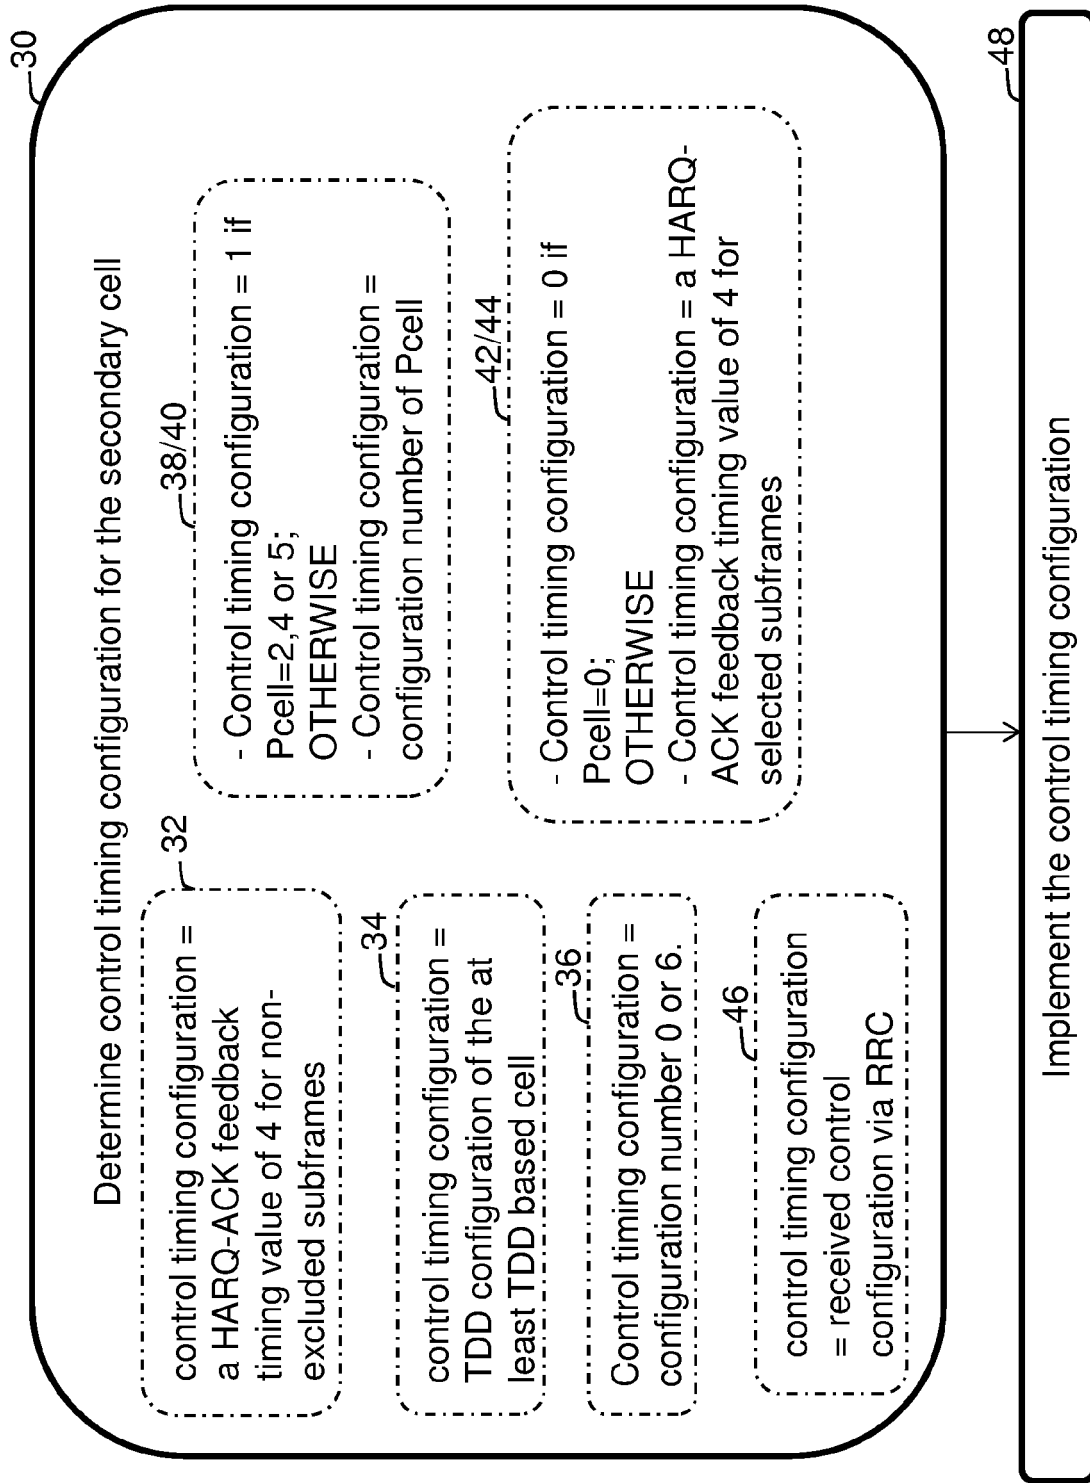 30
Determine control timing configuration for the secondary cell
32
control timing configuration =
a HARQ-ACK feedback
timing value of 4 for non-
excluded subframes
34
control timing configuration =
TDD configuration of the at
least TDD based cell
36
Control timing configuration =
configuration number 0 or 6.
46
control timing configuration
= received control
configuration via RRC
38/40
- Control timing configuration = 1 if
Pcell=2,4 or 5;
OTHERWISE
- Control timing configuration =
configuration number of Pcell
42/44
- Control timing configuration = 0 if
Pcell=0;
OTHERWISE
- Control timing configuration = a HARQ-
ACK feedback timing value of 4 for
selected subframes
48
Implement the control timing configuration